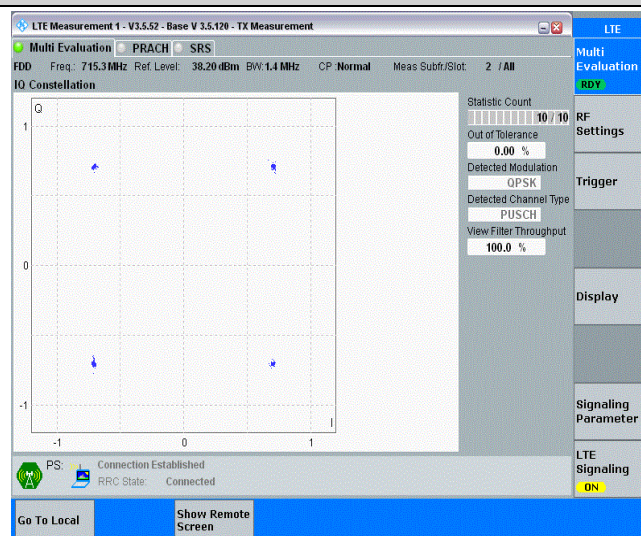 LTE Measurement 1 - V3.5.52 - Base V 3.5.120 - TX Measurement
LTE
Multi Evaluation PRACH SRS
Multi
Evaluation
RDY
FDD Freq.: 715.3 MHz Ref. Level: 38.20 dBm BW: 1.4 MHz CP : Normal Meas Subfr./Slot: 2 / All
IQ Constellation
Q
1
0
-1
-1 0 1
I
Statistic Count
10 / 10
Out of Tolerance
0.00 %
Detected Modulation
QPSK
Detected Channel Type
PUSCH
View Filter Throughput
100.0 %
RF
Settings
Trigger
Display
Signaling
Parameter
LTE
Signaling
ON
PS: Connection Established
RRC State: Connected
Go To Local
Show Remote
Screen